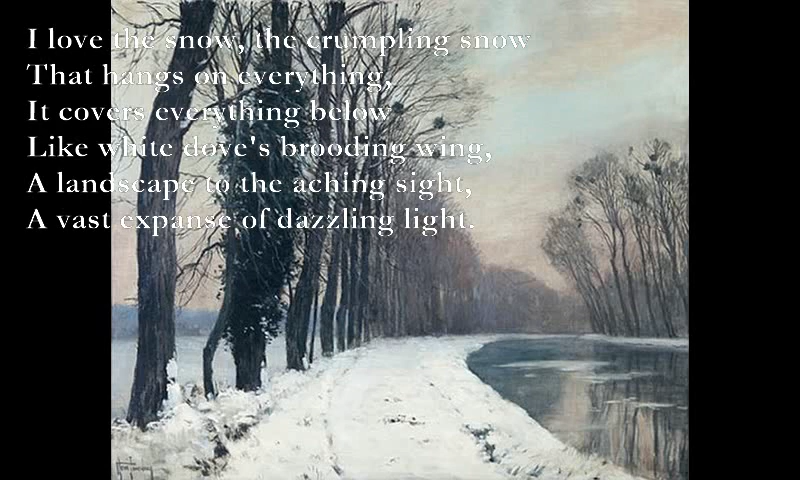 I love the snow, the crumpling snow
That hangs on everything,
It covers everything below
Like white dove's brooding wing,
A landscape to the aching sight,
A vast expanse of dazzling light.